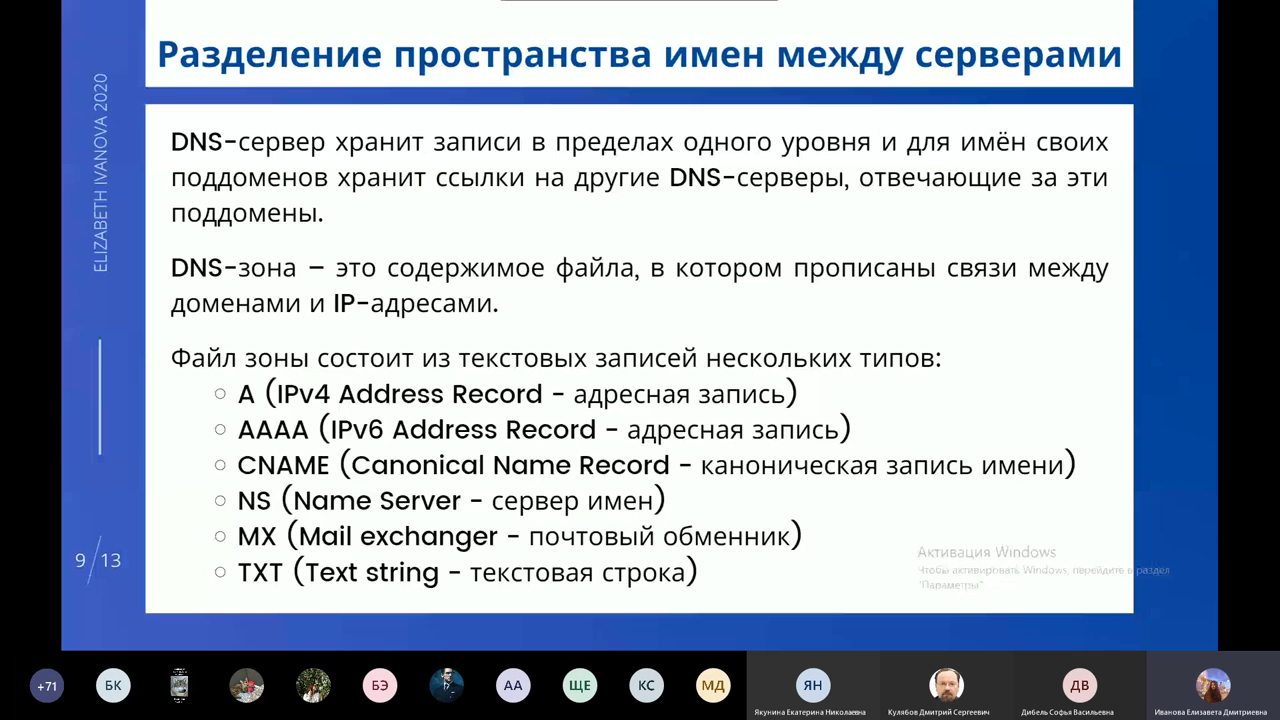 Разделение пространства имен между серверами
ELIZABETH IVANOVA 2020
DNS-сервер хранит записи в пределах одного уровня и для имён своих
поддоменов хранит ссылки на другие DNS-серверы, отвечающие за эти
поддомены.
DNS-зона – это содержимое файла, в котором прописаны связи между
доменами и IP-адресами.
Файл зоны состоит из текстовых записей нескольких типов:
A (IPv4 Address Record - адресная запись)
AAAA (IPv6 Address Record - адресная запись)
CNAME (Canonical Name Record - каноническая запись имени)
NS (Name Server - сервер имен)
MX (Mail exchanger - почтовый обменник)
TXT (Text string - текстовая строка)
9/13
Активация Windows
Чтобы активировать Windows, перейдите в раздел
"Параметры".
+71
БК
БЭ
АА
ЩЕ
КС
МД
ЯН
ДВ
Якунина Екатерина Николаевна
Кулябов Дмитрий Сергеевич
Дибель Софья Васильевна
Иванова Елизавета Дмитриевна